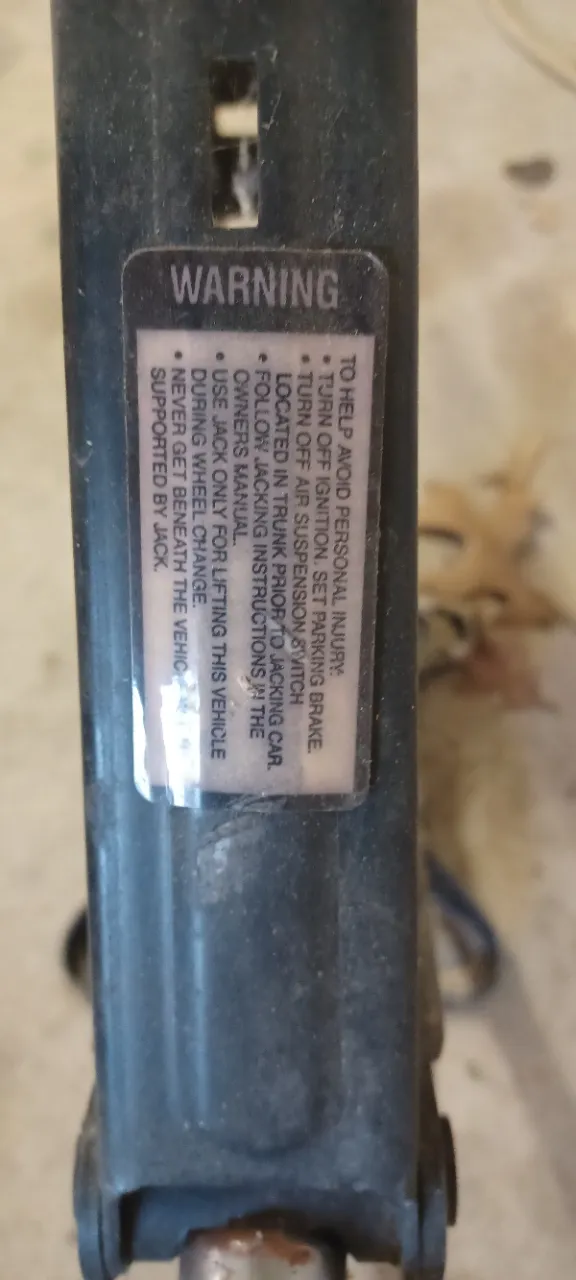 WARNING
TO HELP AVOID PERSONAL INJURY:
• TURN OFF IGNITION. SET PARKING BRAKE.
• TURN OFF AIR SUSPENSION SWITCH
LOCATED IN TRUNK PRIOR TO JACKING CAR.
• FOLLOW JACKING INSTRUCTIONS IN THE
OWNERS MANUAL.
• USE JACK ONLY FOR LIFTING THIS VEHICLE
DURING WHEEL CHANGE.
• NEVER GET BENEATH THE VEHICLE
SUPPORTED BY JACK.